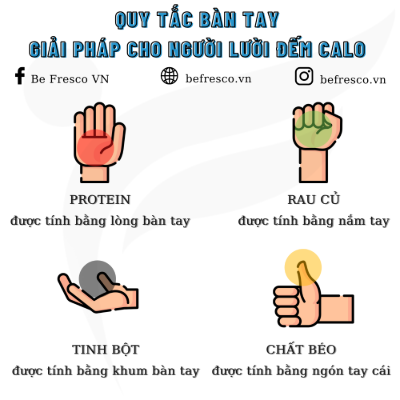 QUY TẮC BÀN TAY
GIẢI PHÁP CHO NGƯỜI LƯỜI ĐẾM CALO
Be Fresco VN
befresco.vn
befresco.vn
PROTEIN
được tính bằng lòng bàn tay
RAU CỦ
được tính bằng nắm tay
TINH BỘT
được tính bằng khum bàn tay
CHẤT BÉO
được tính bằng ngón tay cái